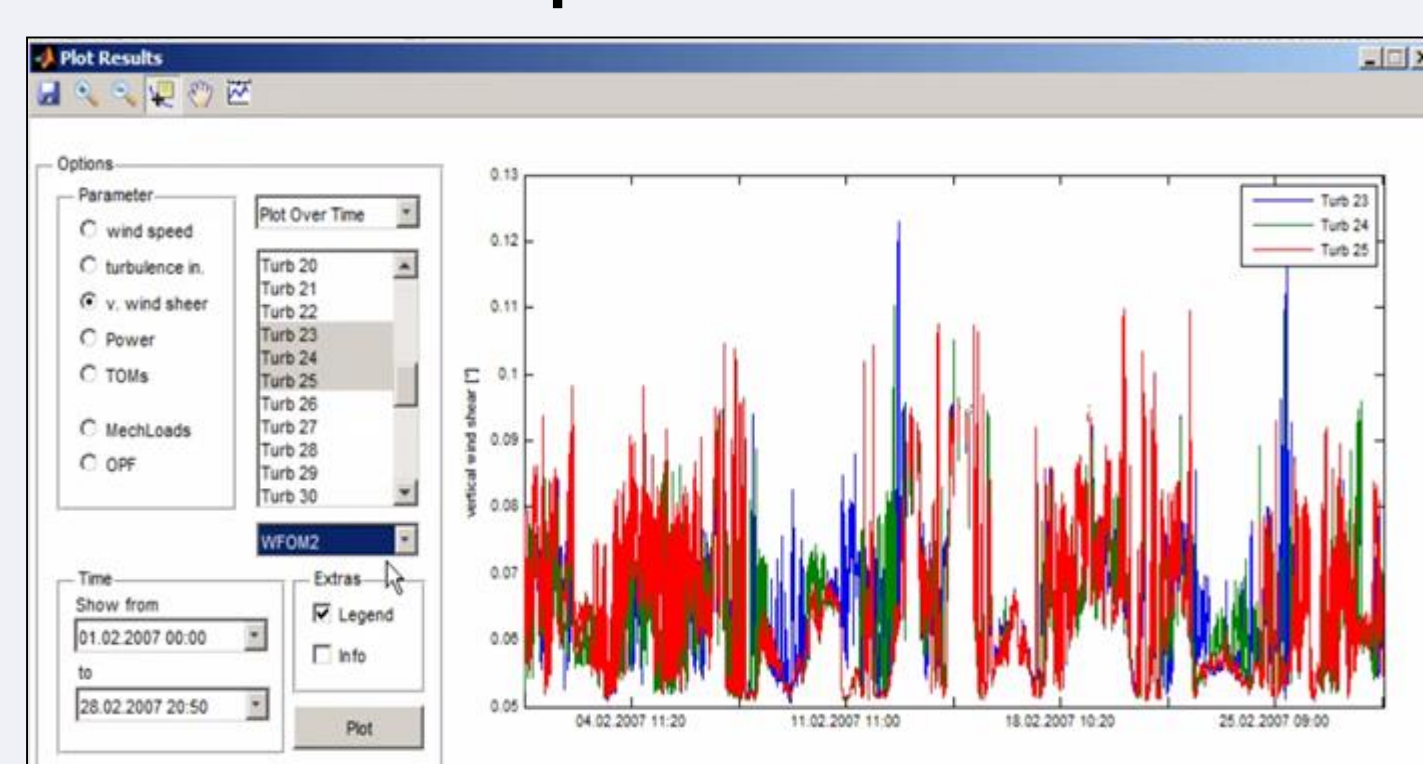 Plot Results
Options
Parameter
wind speed
turbulence in.
v. wind sheer
Power
TOMs
MechLoads
OPF
Plot Over Time
Turb 20
Turb 21
Turb 22
Turb 23
Turb 24
Turb 25
Turb 26
Turb 27
Turb 28
Turb 29
Turb 30
WFOM2
Time
Show from
01.02.2007 00:00
to
28.02.2007 20:50
Extras
Legend
Info
Plot
vertical wind shear
0.13
0.12
0.11
0.1
0.09
0.08
0.07
0.06
0.05
04.02.2007 11:20
11.02.2007 11:00
18.02.2007 10:20
25.02.2007 09:00
Turb 23
Turb 24
Turb 25